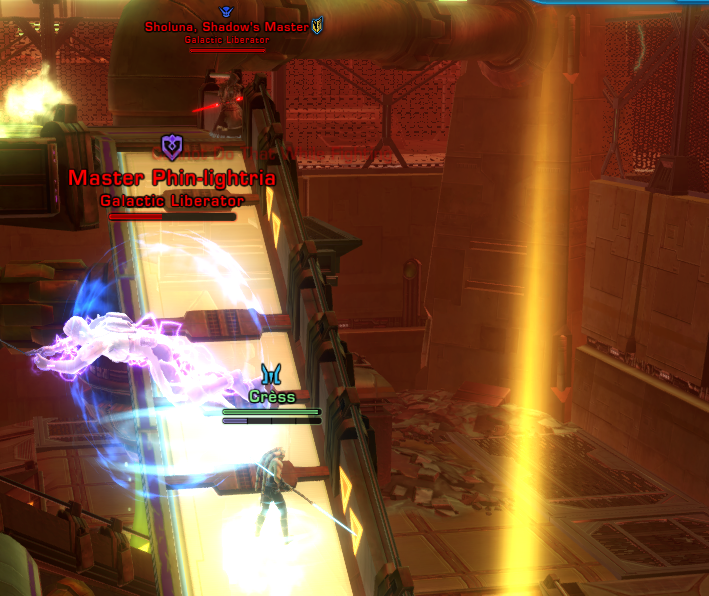 Sholuna, Shadow's Master
Galactic Liberator
Master Phin-lightria
Galactic Liberator
Gress